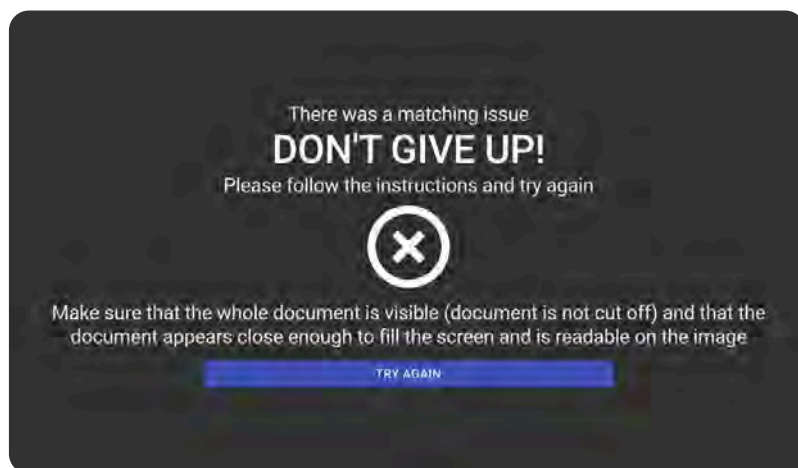 There was a matching issue
DON'T GIVE UP!
Please follow the instructions and try again
Make sure that the whole document is visible (document is not cut off) and that the
document appears close enough to fill the screen and is readable on the image
TRY AGAIN